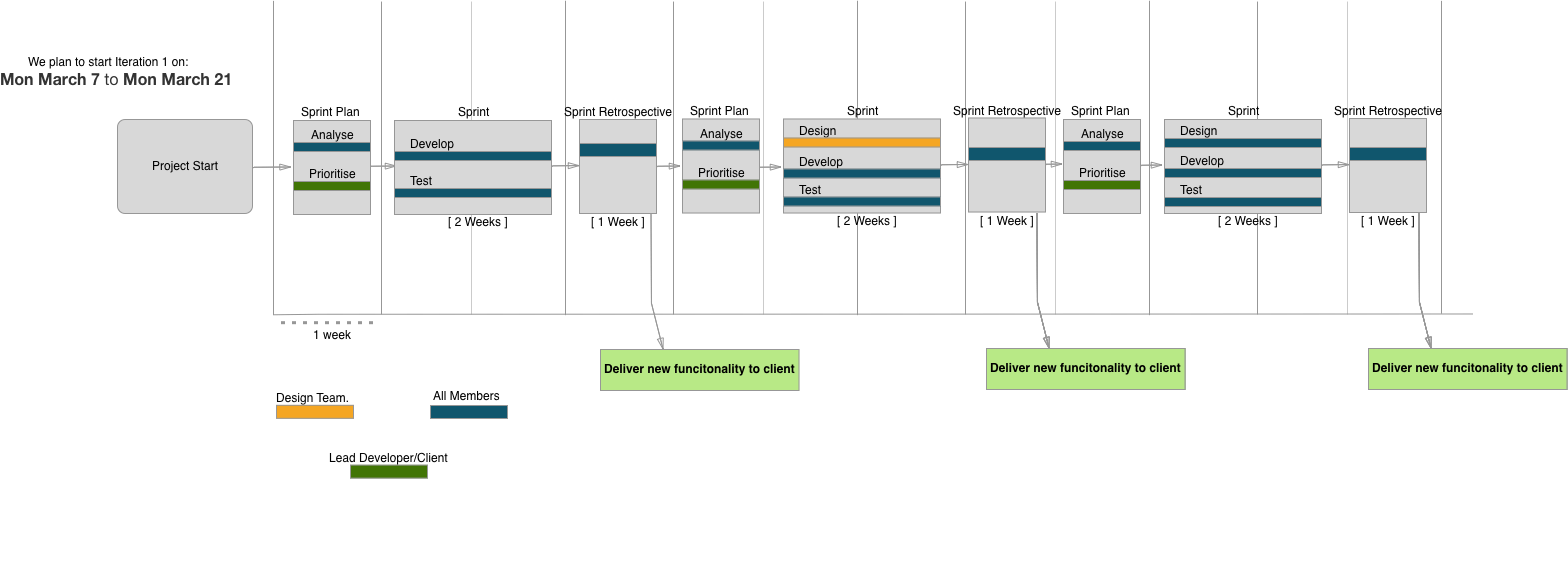 We plan to start Iteration 1 on:
Mon March 7 to Mon March 21
Project Start
Sprint Plan
Analyse
Prioritise
Sprint
Develop
Test
[ 2 Weeks ]
Sprint Retrospective
[ 1 Week ]
Sprint Plan
Analyse
Prioritise
Sprint
Design
Develop
Test
[ 2 Weeks ]
Sprint Retrospective
[ 1 Week ]
Sprint Plan
Analyse
Prioritise
Sprint
Design
Develop
Test
[ 2 Weeks ]
Sprint Retrospective
[ 1 Week ]
1 week
Deliver new funcitonality to client
Deliver new funcitonality to client
Deliver new funcitonality to client
Design Team.
All Members
Lead Developer/Client